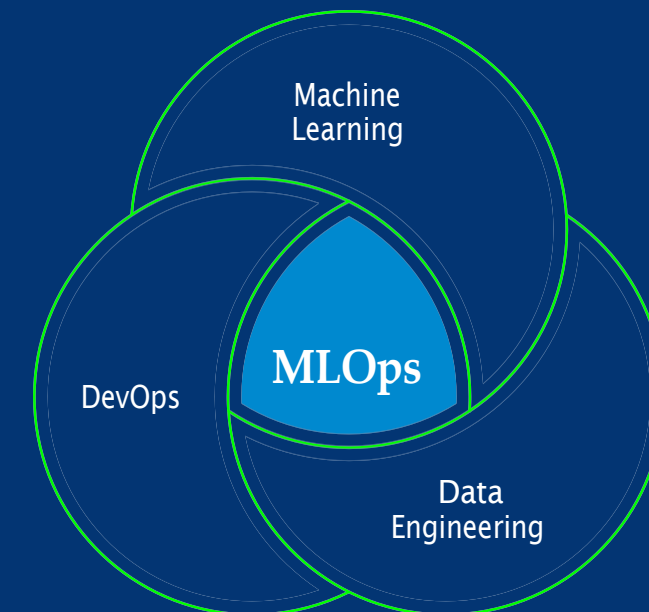 Machine
Learning
MLOps
DevOps
Data
Engineering